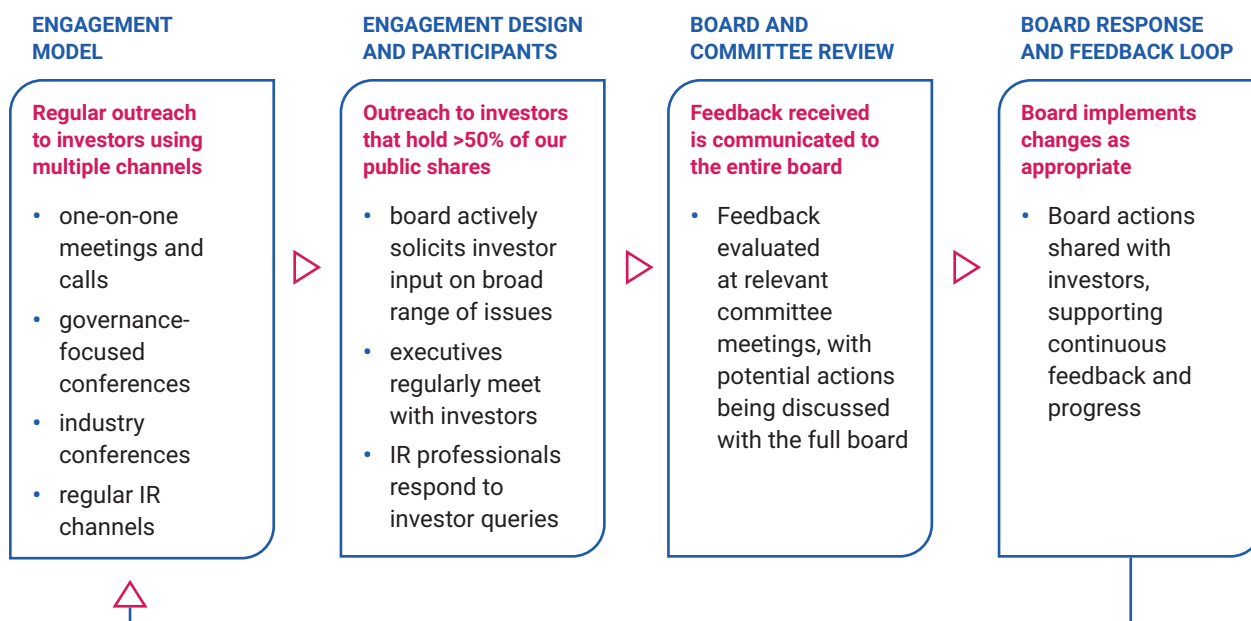 ENGAGEMENT
MODEL
Regular outreach
to investors using
multiple channels
• one-on-one
meetings and
calls
• governance-
focused
conferences
• industry
conferences
• regular IR
channels
ENGAGEMENT DESIGN
AND PARTICIPANTS
Outreach to investors
that hold >50% of our
public shares
• board actively
solicits investor
input on broad
range of issues
• executives
regularly meet
with investors
• IR professionals
respond to
investor queries
BOARD AND
COMMITTEE REVIEW
Feedback received
is communicated to
the entire board
• Feedback
evaluated
at relevant
committee
meetings, with
potential actions
being discussed
with the full board
BOARD RESPONSE
AND FEEDBACK LOOP
Board implements
changes as
appropriate
• Board actions
shared with
investors,
supporting
continuous
feedback and
progress